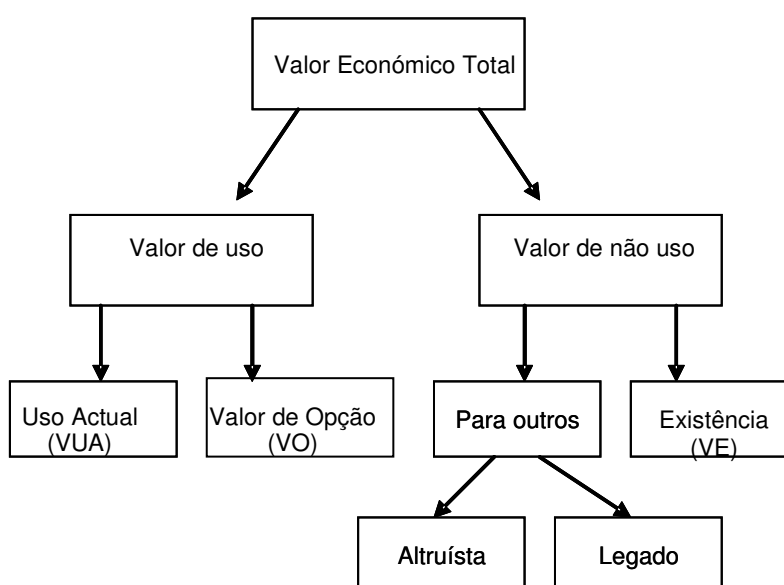 Valor Económico Total
Valor de uso
Valor de não uso
Uso Actual
(VUA)
Valor de Opção
(VO)
Para outros
Existência
(VE)
Altruísta
Legado